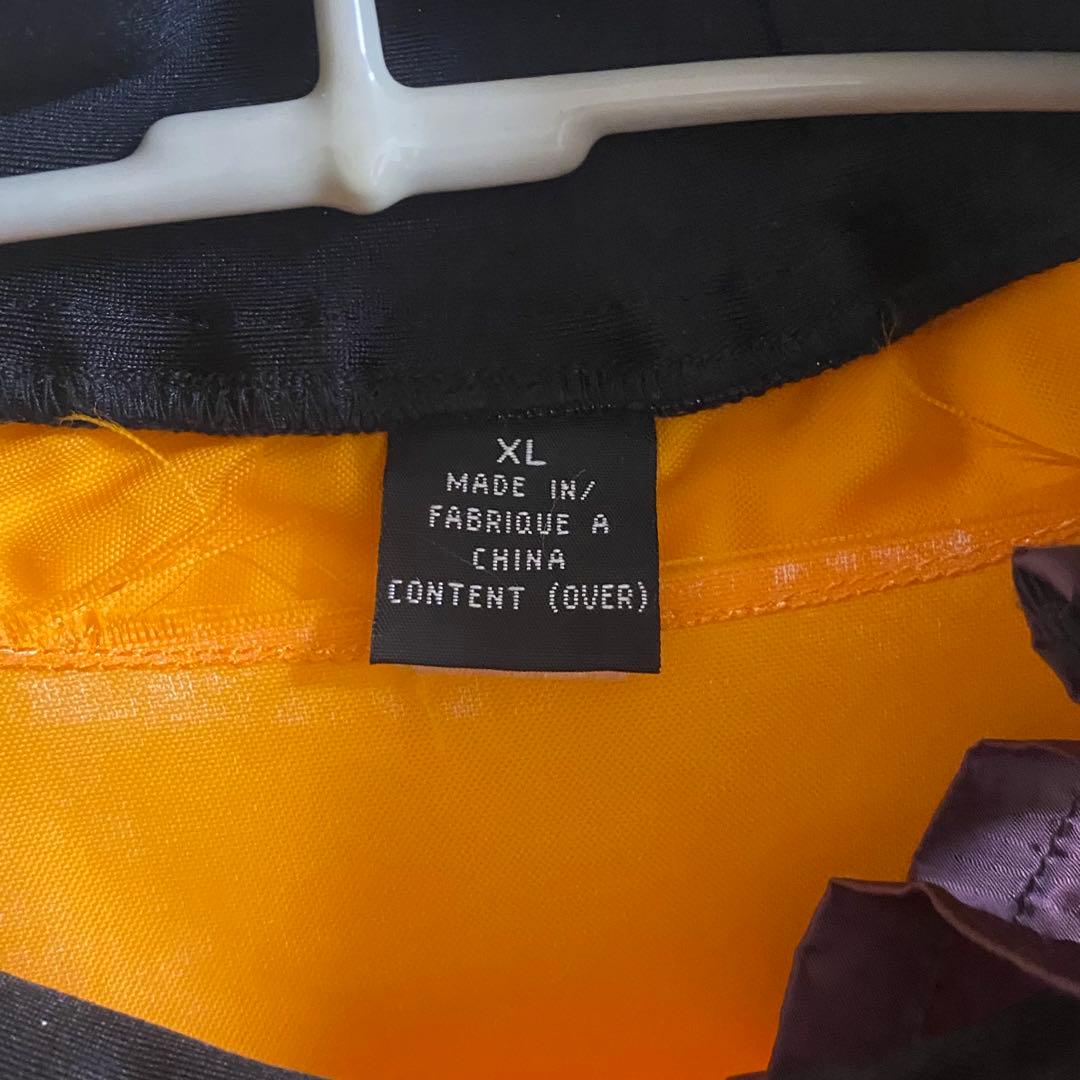 XL
MADE IN/
FABRIQUE A
CHINA
CONTENT (OVER)